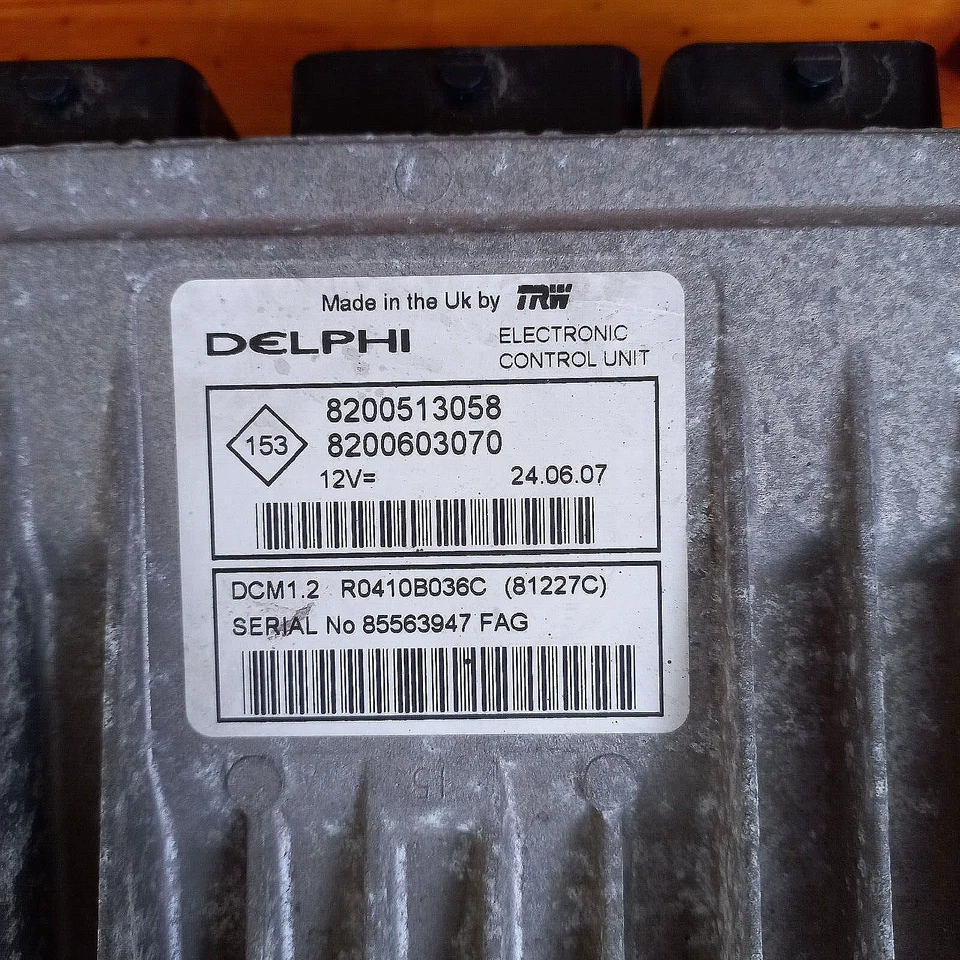 Made in the Uk by TRW
DELPHI
ELECTRONIC
CONTROL UNIT
153
8200513058
8200603070
12V= 24.06.07
DCM1.2 R0410B036C (81227C)
SERIAL No 85563947 FAG
15